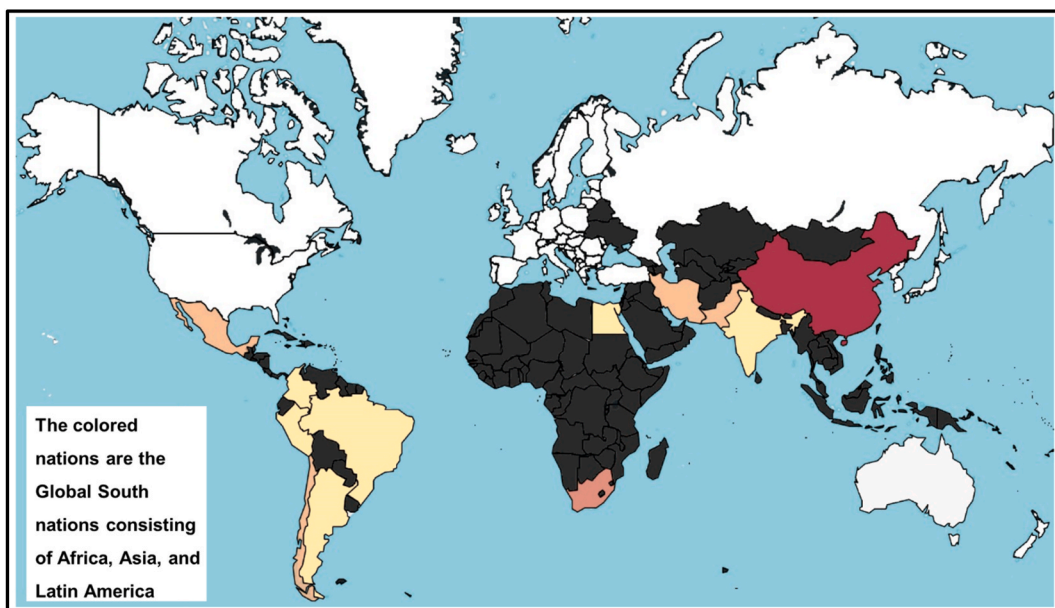 The colored
nations are the
Global South
nations consisting
of Africa, Asia, and
Latin America